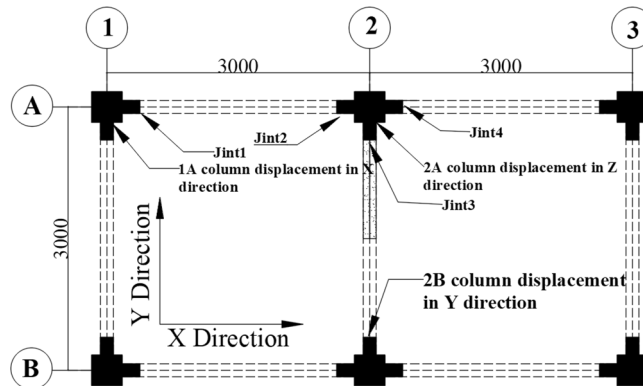 1
2
3
3000
3000
A
Jint1
Jint2
Jint4
1A column displacement in X
direction
2A column displacement in Z
direction
Jint3
3000
Y Direction
X Direction
2B column displacement
in Y direction
B